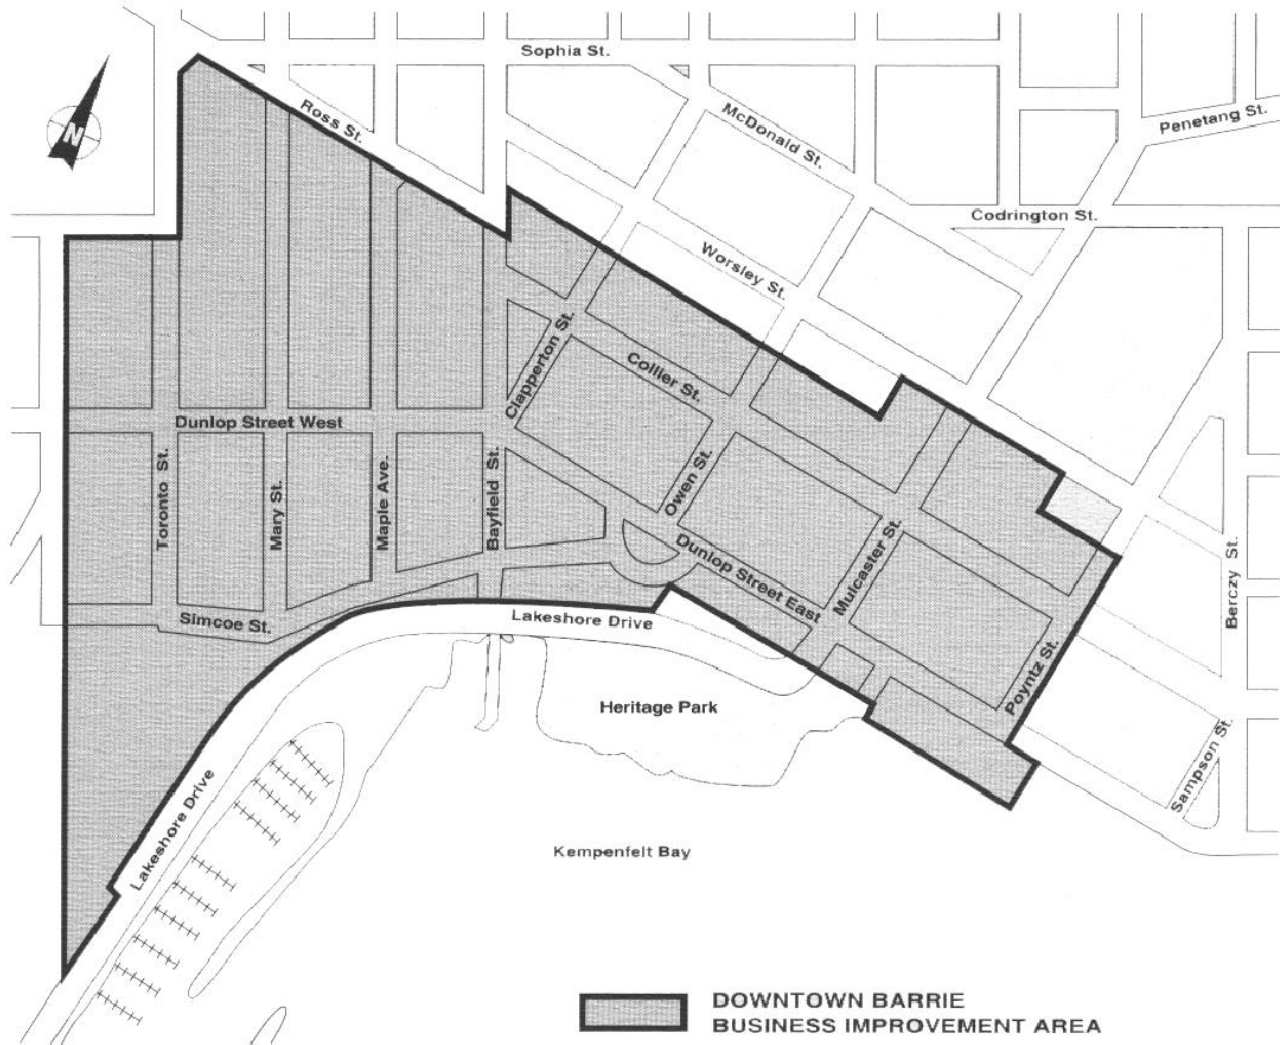 Sophia St.
Ross St.
McDonald St.
Penetang St.
N
Codrington St.
Worsley St.
Clapperton St.
Collier St.
Dunlop Street West
Toronto St.
Mary St.
Maple Ave.
Bayfield St.
Owen St.
Dunlop Street East
Mulcaster St.
Berczy St.
Simcoe St.
Lakeshore Drive
Poyntz St.
Heritage Park
Sampson St.
Lakeshore Drive
Kempenfelt Bay
DOWNTOWN BARRIE
BUSINESS IMPROVEMENT AREA